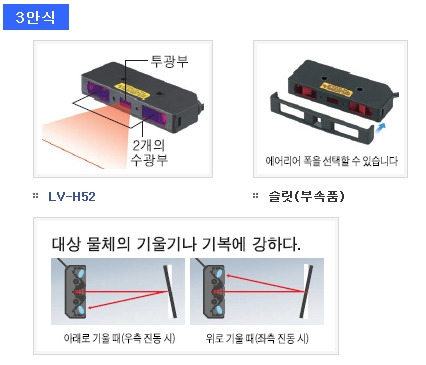 3안식
투광부
2개의
수광부
에어리어 폭을 선택할 수 있습니다
LV-H52
슬릿(부속품)
대상 물체의 기울기나 기복에 강하다.
아래로 기울 때(우측 진동 시)
위로 기울 때(좌측 진동 시)